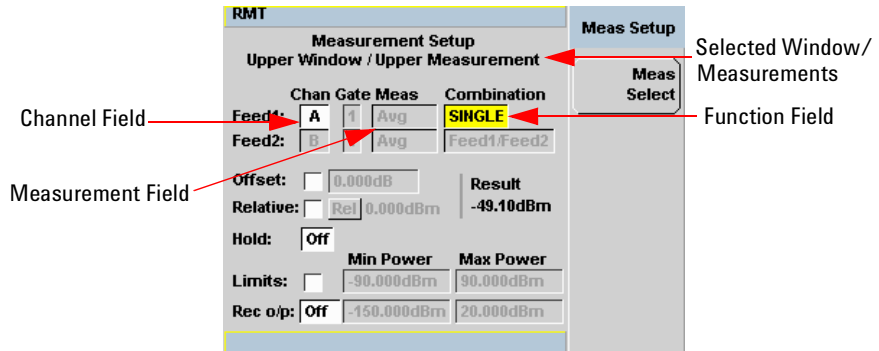 RMT
Meas Setup
Measurement Setup
Upper Window / Upper Measurement
Selected Window/
Measurements
Meas
Select
Chan Gate Meas Combination
Channel Field
Feed1: A 1 Avg SINGLE
Function Field
Feed2: B Avg Feed1/Feed2
Measurement Field
Offset: 0.000dB
Result
-49.10dBm
Relative: Rel 0.000dBm
Hold: Off
Min Power Max Power
Limits: -90.000dBm 90.000dBm
Rec o/p: Off -150.000dBm 20.000dBm